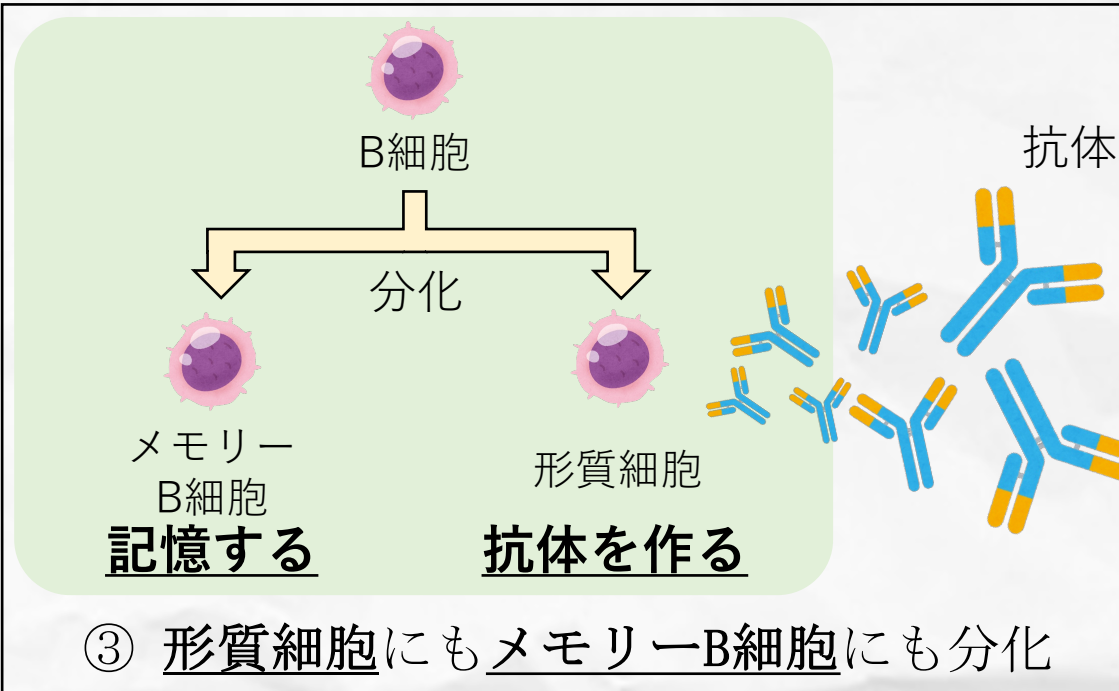 B細胞
抗体
分化
メモリー
B細胞
記憶する
形質細胞
抗体を作る
③ 形質細胞にもメモリーB細胞にも分化